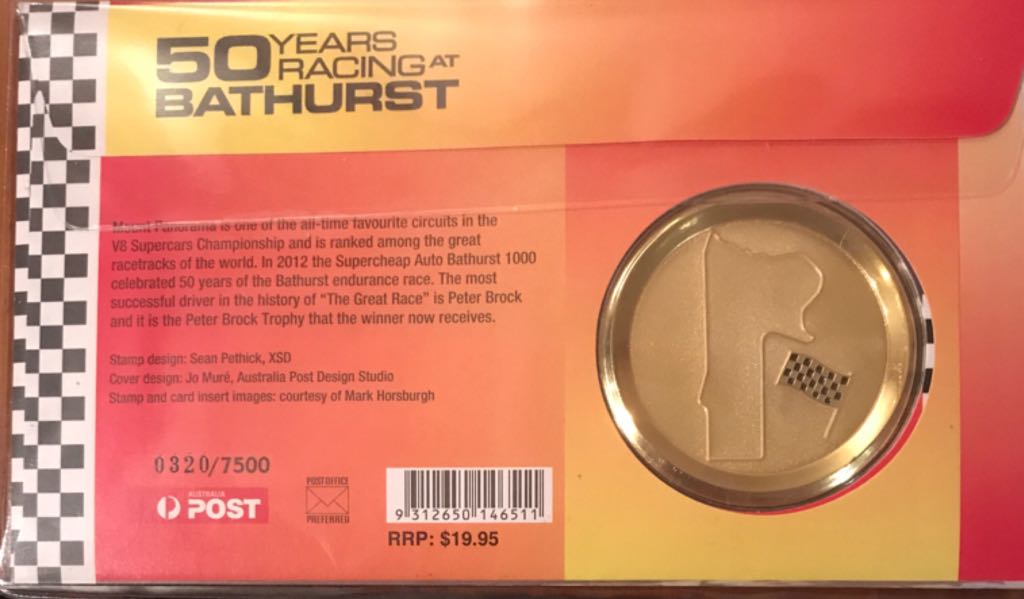 50 YEARS
RACING AT
BATHURST
Mount Panorama is one of the all-time favourite circuits in the
V8 Supercars Championship and is ranked among the great
racetracks of the world. In 2012 the Supercheap Auto Bathurst 1000
celebrated 50 years of the Bathurst endurance race. The most
successful driver in the history of “The Great Race” is Peter Brock
and it is the Peter Brock Trophy that the winner now receives.
Stamp design: Sean Pethick, XSD
Cover design: Jo Muré, Australia Post Design Studio
Stamp and card insert images: courtesy of Mark Horsburgh
0320/7500
AUSTRALIA
POST
POST OFFICE
PREFERRED
9 312650 146511
RRP: $19.95